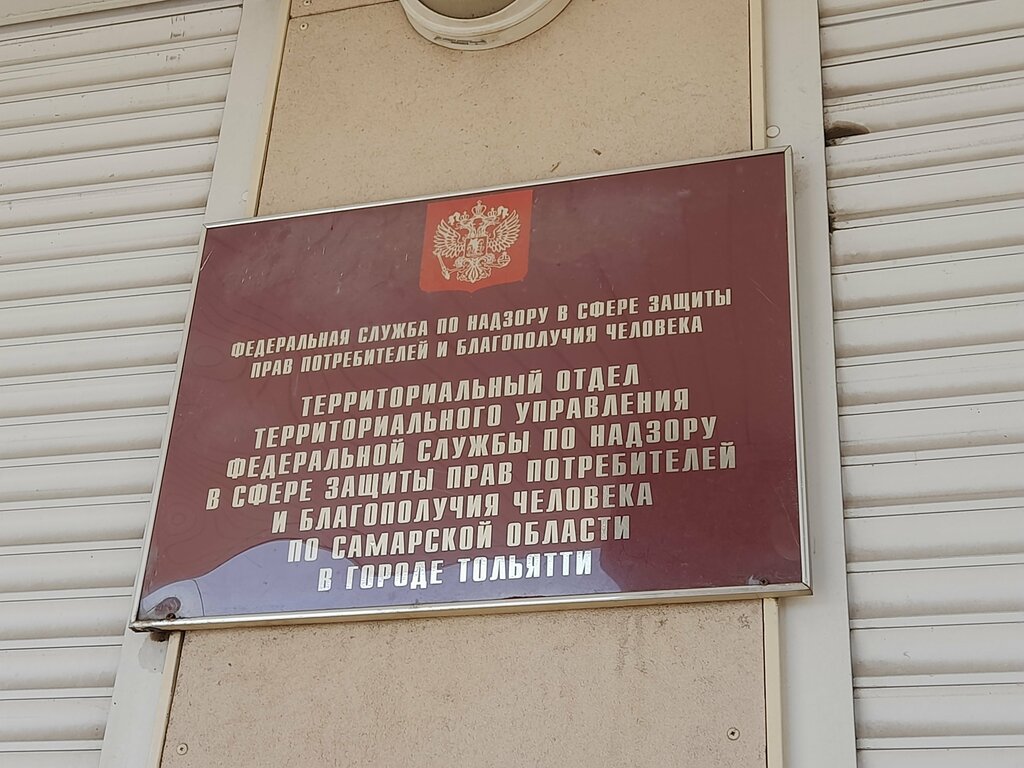 ФЕДЕРАЛЬНАЯ СЛУЖБА ПО НАДЗОРУ В СФЕРЕ ЗАЩИТЫ
ПРАВ ПОТРЕБИТЕЛЕЙ И БЛАГОПОЛУЧИЯ ЧЕЛОВЕКА
ТЕРРИТОРИАЛЬНЫЙ ОТДЕЛ
ТЕРРИТОРИАЛЬНОГО УПРАВЛЕНИЯ
ФЕДЕРАЛЬНОЙ СЛУЖБЫ ПО НАДЗОРУ
В СФЕРЕ ЗАЩИТЫ ПРАВ ПОТРЕБИТЕЛЕЙ
И БЛАГОПОЛУЧИЯ ЧЕЛОВЕКА
ПО САМАРСКОЙ ОБЛАСТИ
В ГОРОДЕ ТОЛЬЯТТИ